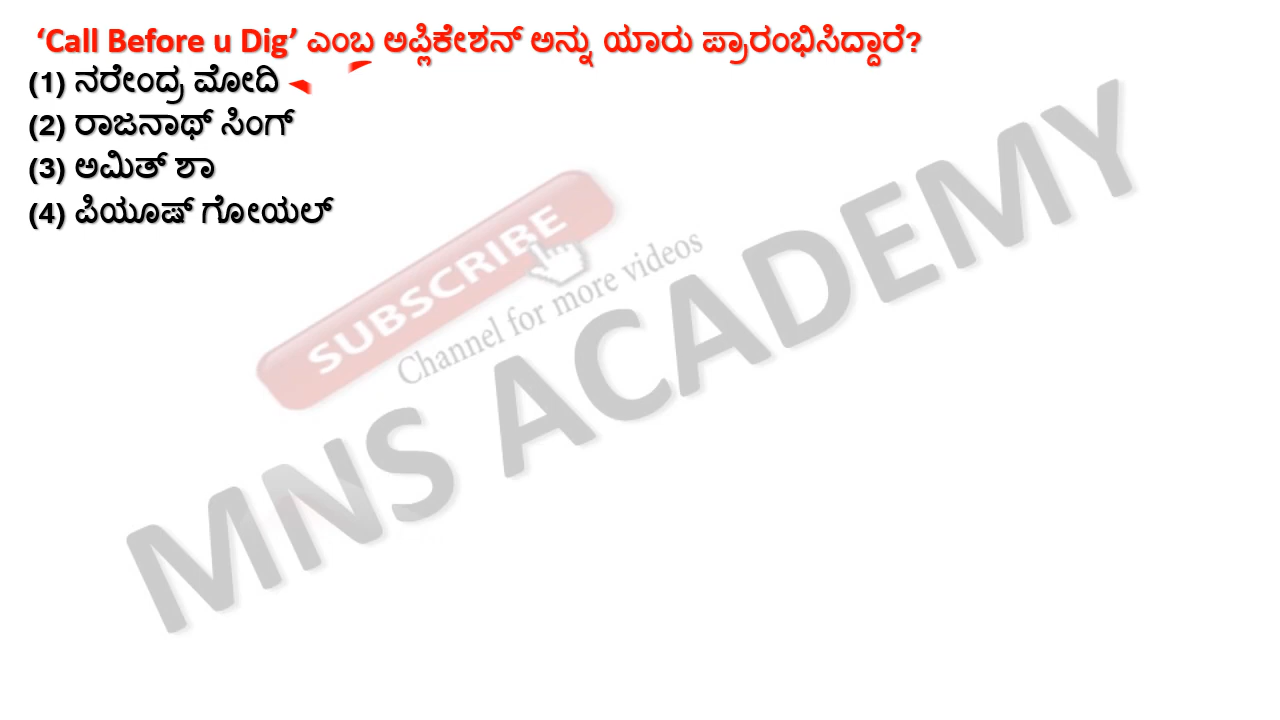 ‘Call Before u Dig’ ಎಂಬ ಅಪ್ಲಿಕೇಶನ್ ಅನ್ನು ಯಾರು ಪ್ರಾರಂಭಿಸಿದ್ದಾರೆ?
(1) ನರೇಂದ್ರ ಮೋದಿ
(2) ರಾಜನಾಥ್ ಸಿಂಗ್
(3) ಅಮಿತ್ ಶಾ
(4) ಪಿಯೂಷ್ ಗೋಯಲ್
SUBSCRIBE
Channel for more videos
MNS ACADEMY